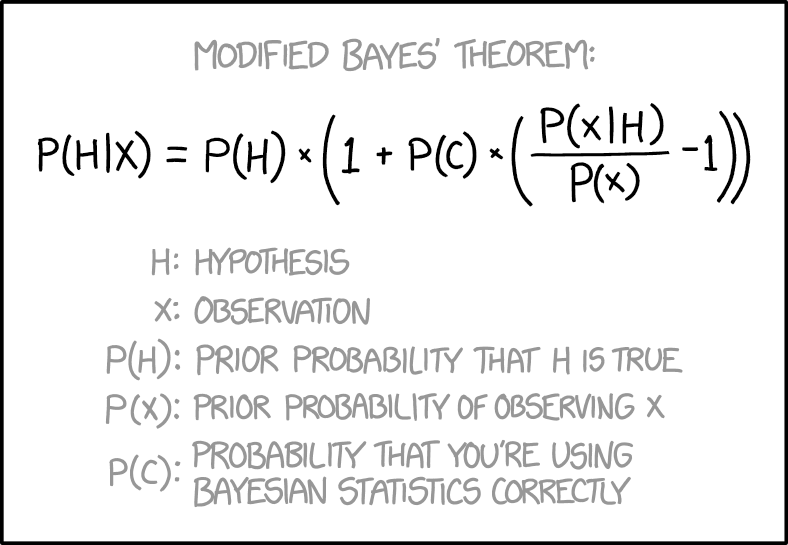 MODIFIED BAYES' THEOREM:
P(H|X) = P(H) × (1 + P(C) × (P(X|H)/P(X) - 1))
H: HYPOTHESIS
X: OBSERVATION
P(H): PRIOR PROBABILITY THAT H IS TRUE
P(X): PRIOR PROBABILITY OF OBSERVING X
P(C): PROBABILITY THAT YOU'RE USING
BAYESIAN STATISTICS CORRECTLY